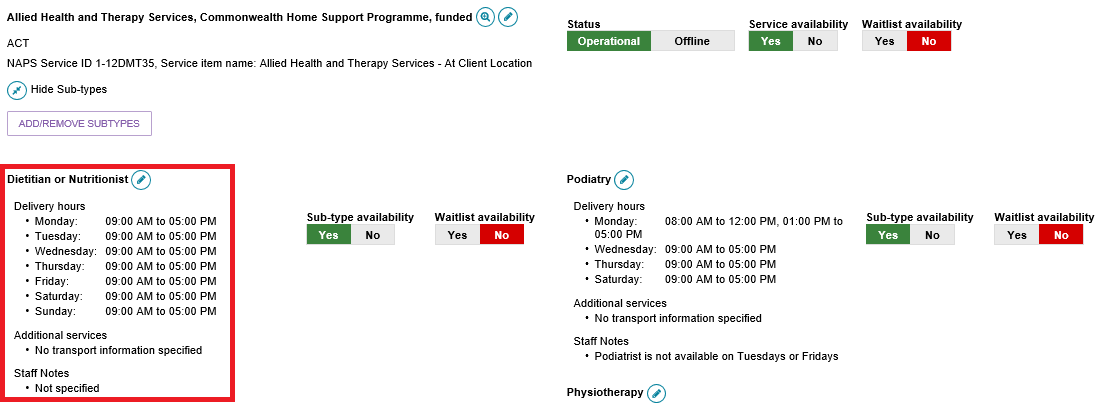 Allied Health and Therapy Services, Commonwealth Home Support Programme, funded
ACT
NAPS Service ID 1-12DMT35, Service item name: Allied Health and Therapy Services - At Client Location
Hide Sub-types
ADD/REMOVE SUBTYPES
Status
Operational Offline
Service availability
Yes No
Waitlist availability
Yes No
Dietitian or Nutritionist
Delivery hours
• Monday: 09:00 AM to 05:00 PM
• Tuesday: 09:00 AM to 05:00 PM
• Wednesday: 09:00 AM to 05:00 PM
• Thursday: 09:00 AM to 05:00 PM
• Friday: 09:00 AM to 05:00 PM
• Saturday: 09:00 AM to 05:00 PM
• Sunday: 09:00 AM to 05:00 PM
Additional services
• No transport information specified
Staff Notes
• Not specified
Sub-type availability
Yes No
Waitlist availability
Yes No
Podiatry
Delivery hours
• Monday: 08:00 AM to 12:00 PM, 01:00 PM to
05:00 PM
• Wednesday: 09:00 AM to 05:00 PM
• Thursday: 09:00 AM to 05:00 PM
• Saturday: 09:00 AM to 05:00 PM
Additional services
• No transport information specified
Staff Notes
• Podiatrist is not available on Tuesdays or Fridays
Sub-type availability
Yes No
Waitlist availability
Yes No
Physiotherapy